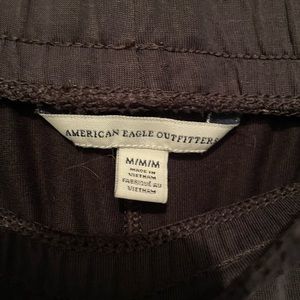 AMERICAN EAGLE OUTFITTERS
M/M/M
MADE IN
VIETNAM
FABRIQUÉ AU
VIETNAM